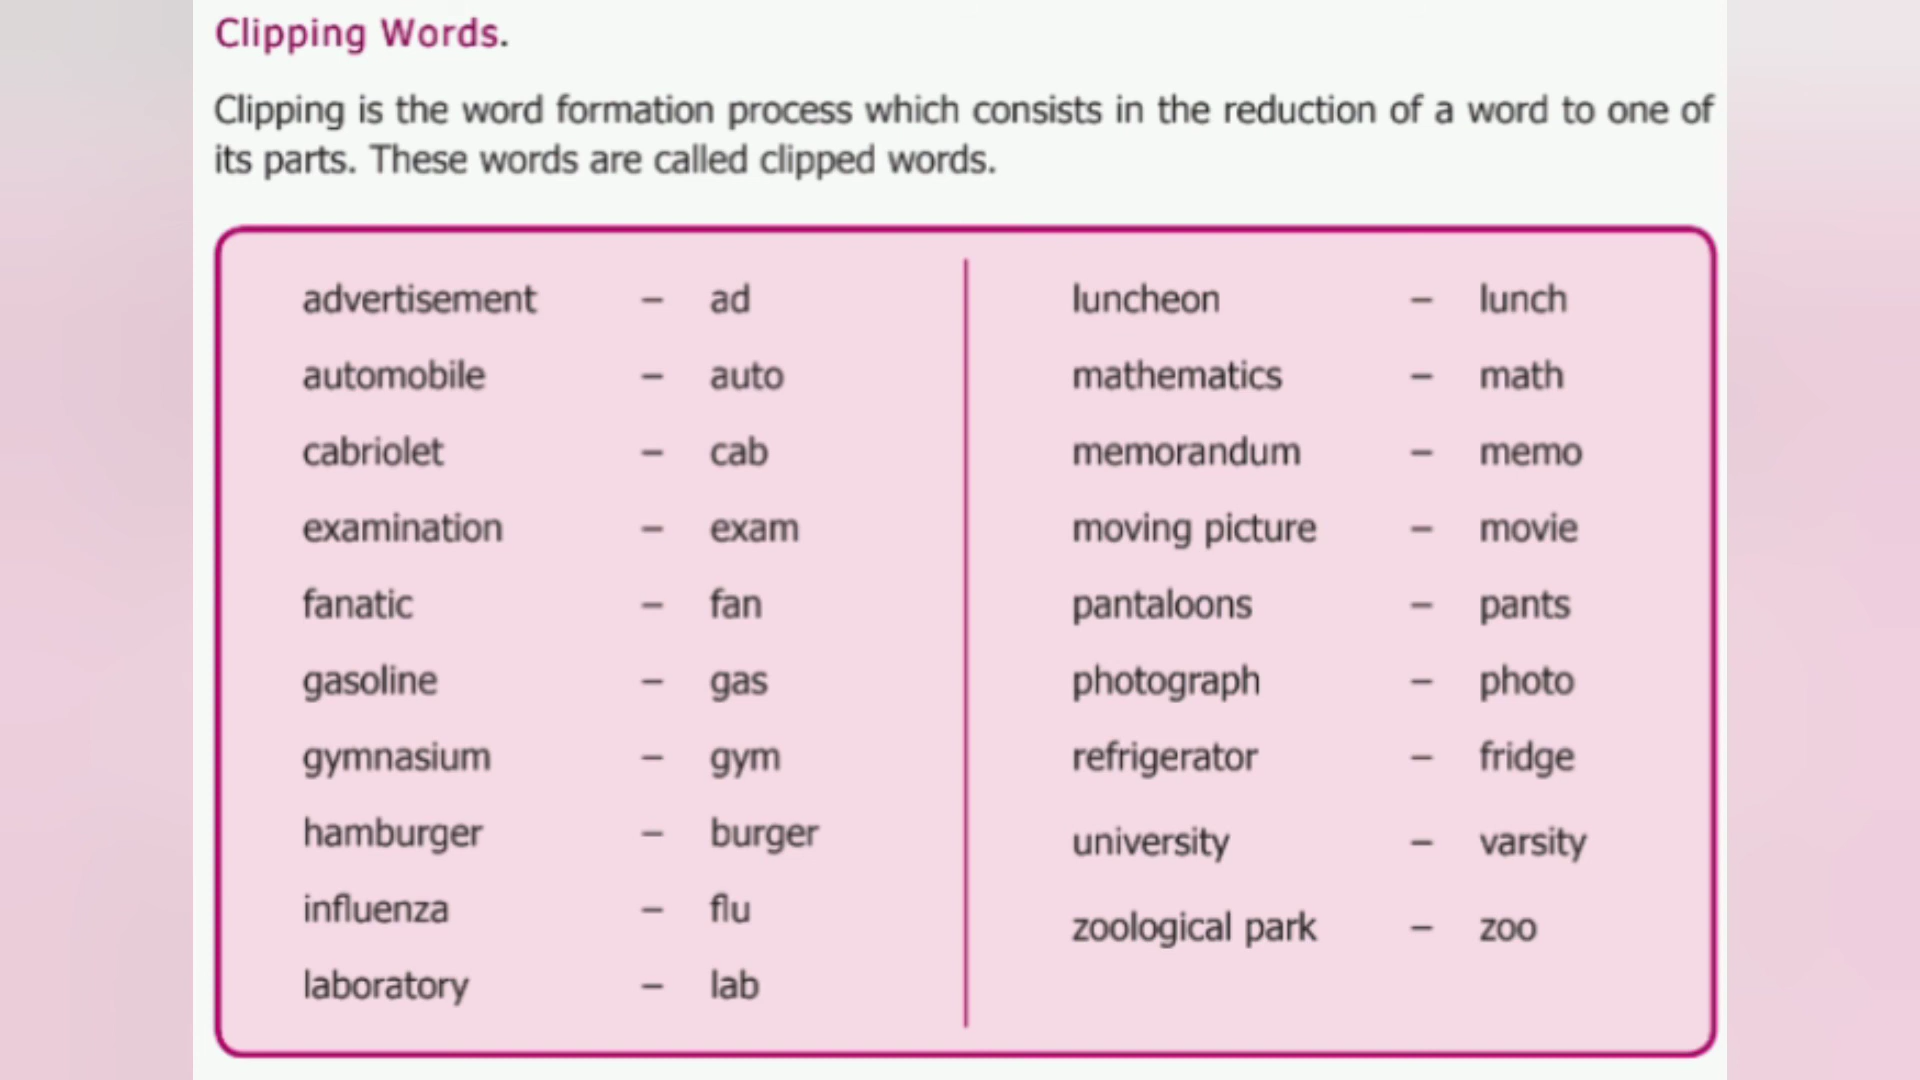 Clipping Words.
Clipping is the word formation process which consists in the reduction of a word to one of
its parts. These words are called clipped words.
advertisement – ad
automobile – auto
cabriolet – cab
examination – exam
fanatic – fan
gasoline – gas
gymnasium – gym
hamburger – burger
influenza – flu
laboratory – lab
luncheon – lunch
mathematics – math
memorandum – memo
moving picture – movie
pantaloons – pants
photograph – photo
refrigerator – fridge
university – varsity
zoological park – zoo